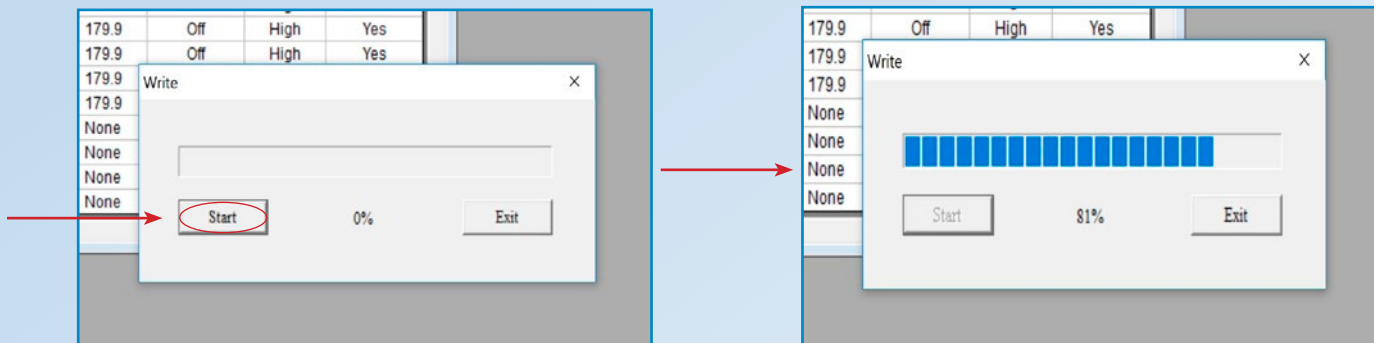 179.9 Off High Yes
179.9 Off High Yes
179.9
179.9
None
None
None
None
Write X
Start 0% Exit
179.9 Off High Yes
179.9
179.9
None
None
None
None
Write X
Start 81% Exit